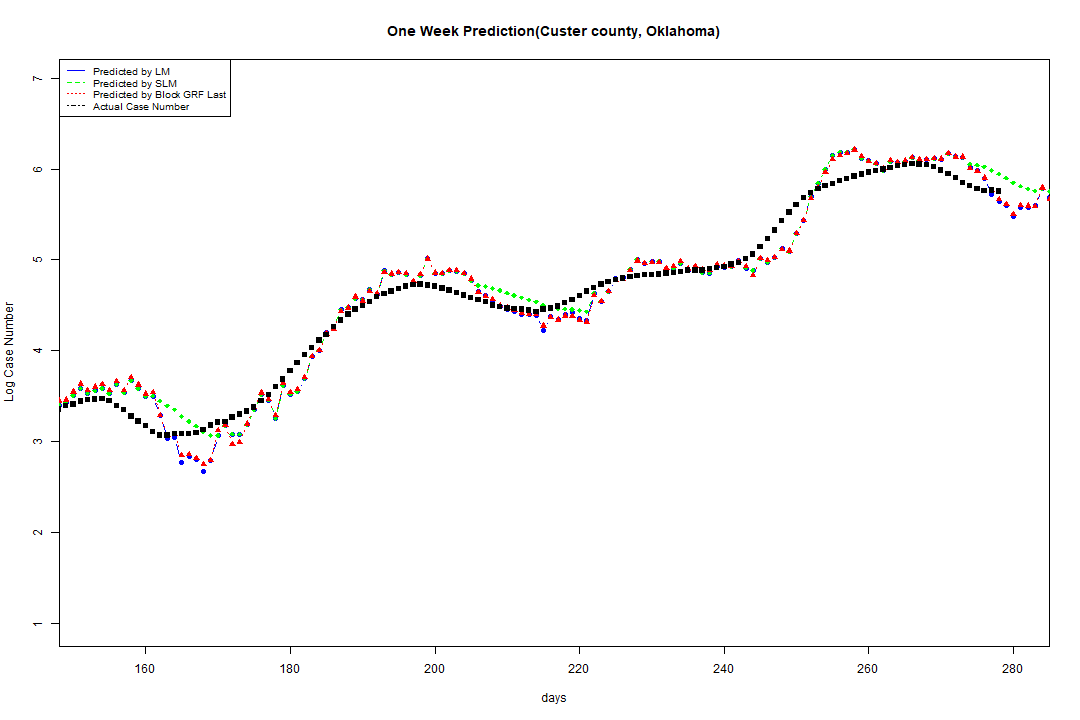 One Week Prediction(Custer county, Oklahoma)
Predicted by LM
Predicted by SLM
Predicted by Block GRF Last
Actual Case Number
7
6
5
4
3
2
1
Log Case Number
160 180 200 220 240 260 280
days